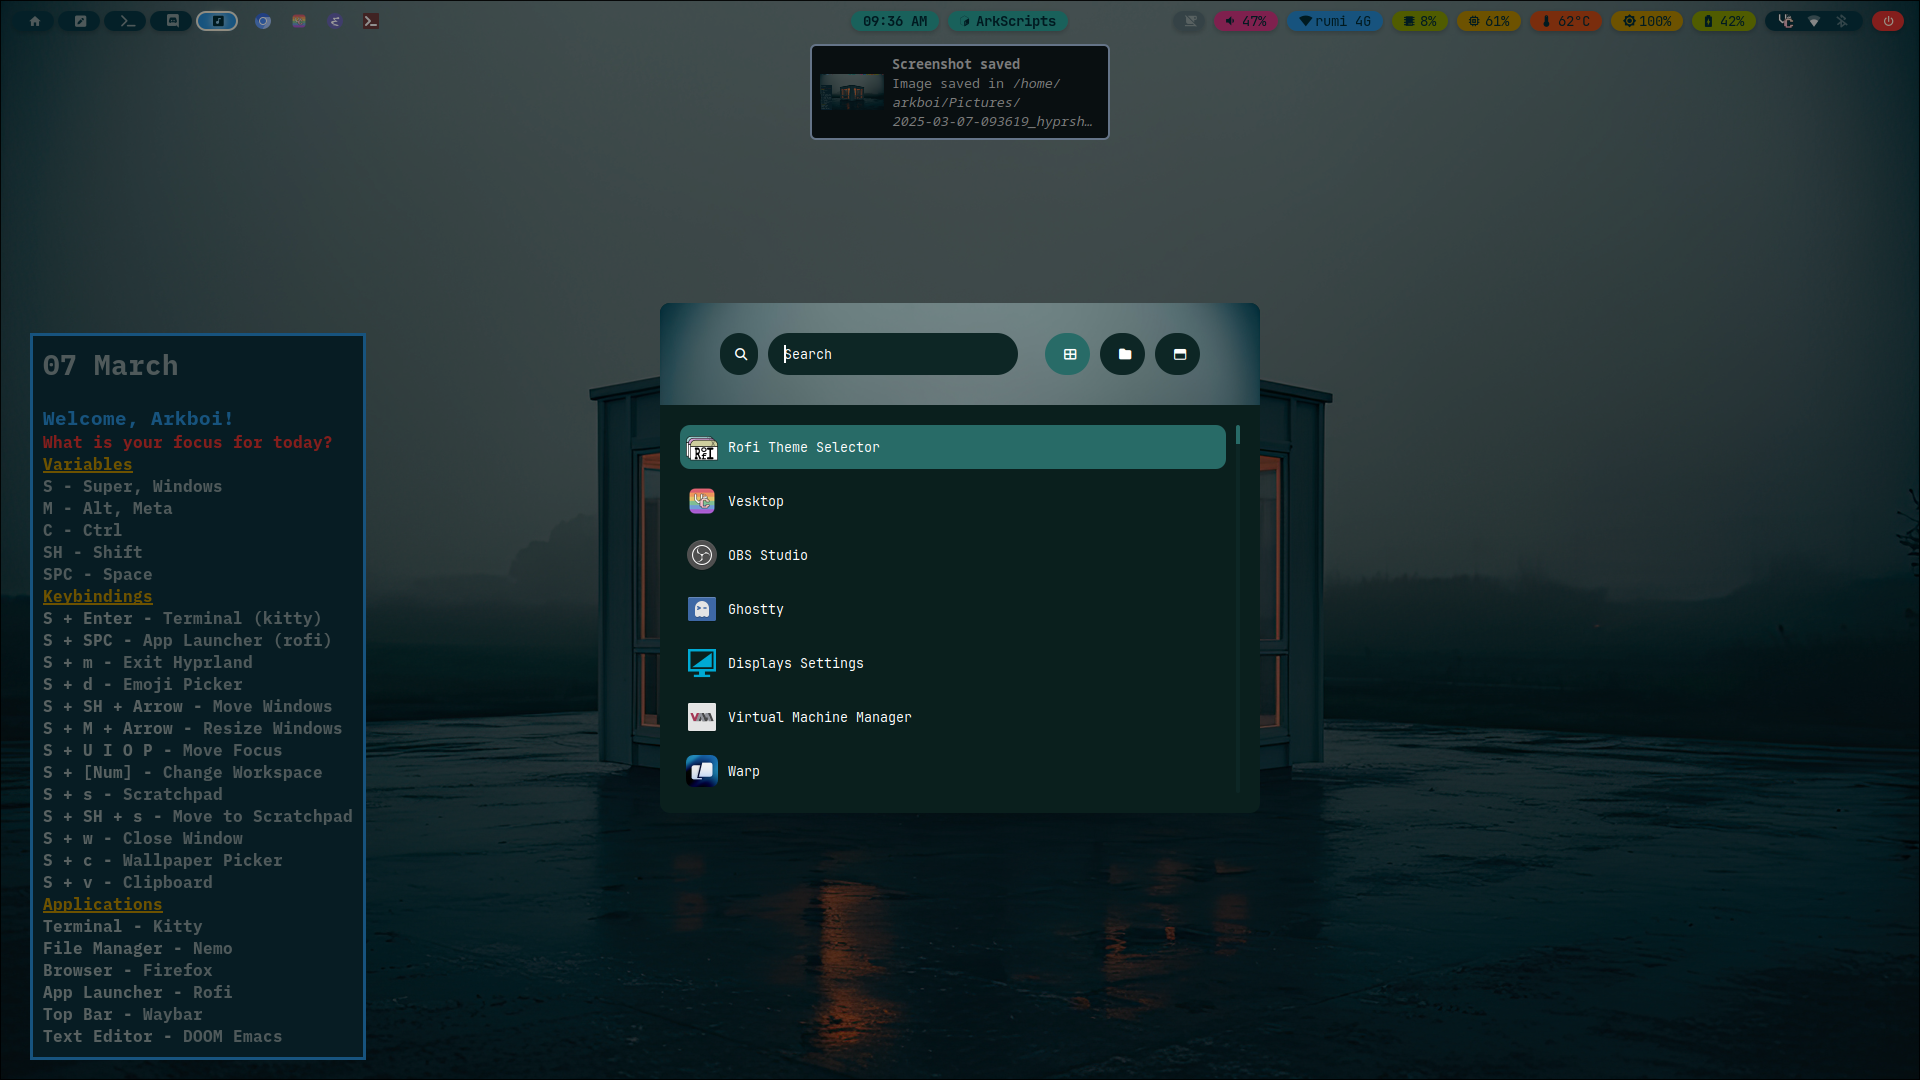 09:36 AM
ArkScripts
47%
rumi 4G
8%
61%
62°C
100%
42%
Screenshot saved
Image saved in /home/
arkboi/Pictures/
2025-03-07-093619_hyprsh…
Search
Rofi Theme Selector
Vesktop
OBS Studio
Ghostty
Displays Settings
Virtual Machine Manager
Warp
07 March
Welcome, Arkboi!
What is your focus for today?
Variables
S - Super, Windows
M - Alt, Meta
C - Ctrl
SH - Shift
SPC - Space
Keybindings
S + Enter - Terminal (kitty)
S + SPC - App Launcher (rofi)
S + m - Exit Hyprland
S + d - Emoji Picker
S + SH + Arrow - Move Windows
S + M + Arrow - Resize Windows
S + U I O P - Move Focus
S + [Num] - Change Workspace
S + s - Scratchpad
S + SH + s - Move to Scratchpad
S + w - Close Window
S + c - Wallpaper Picker
S + v - Clipboard
Applications
Terminal - Kitty
File Manager - Nemo
Browser - Firefox
App Launcher - Rofi
Top Bar - Waybar
Text Editor - DOOM Emacs